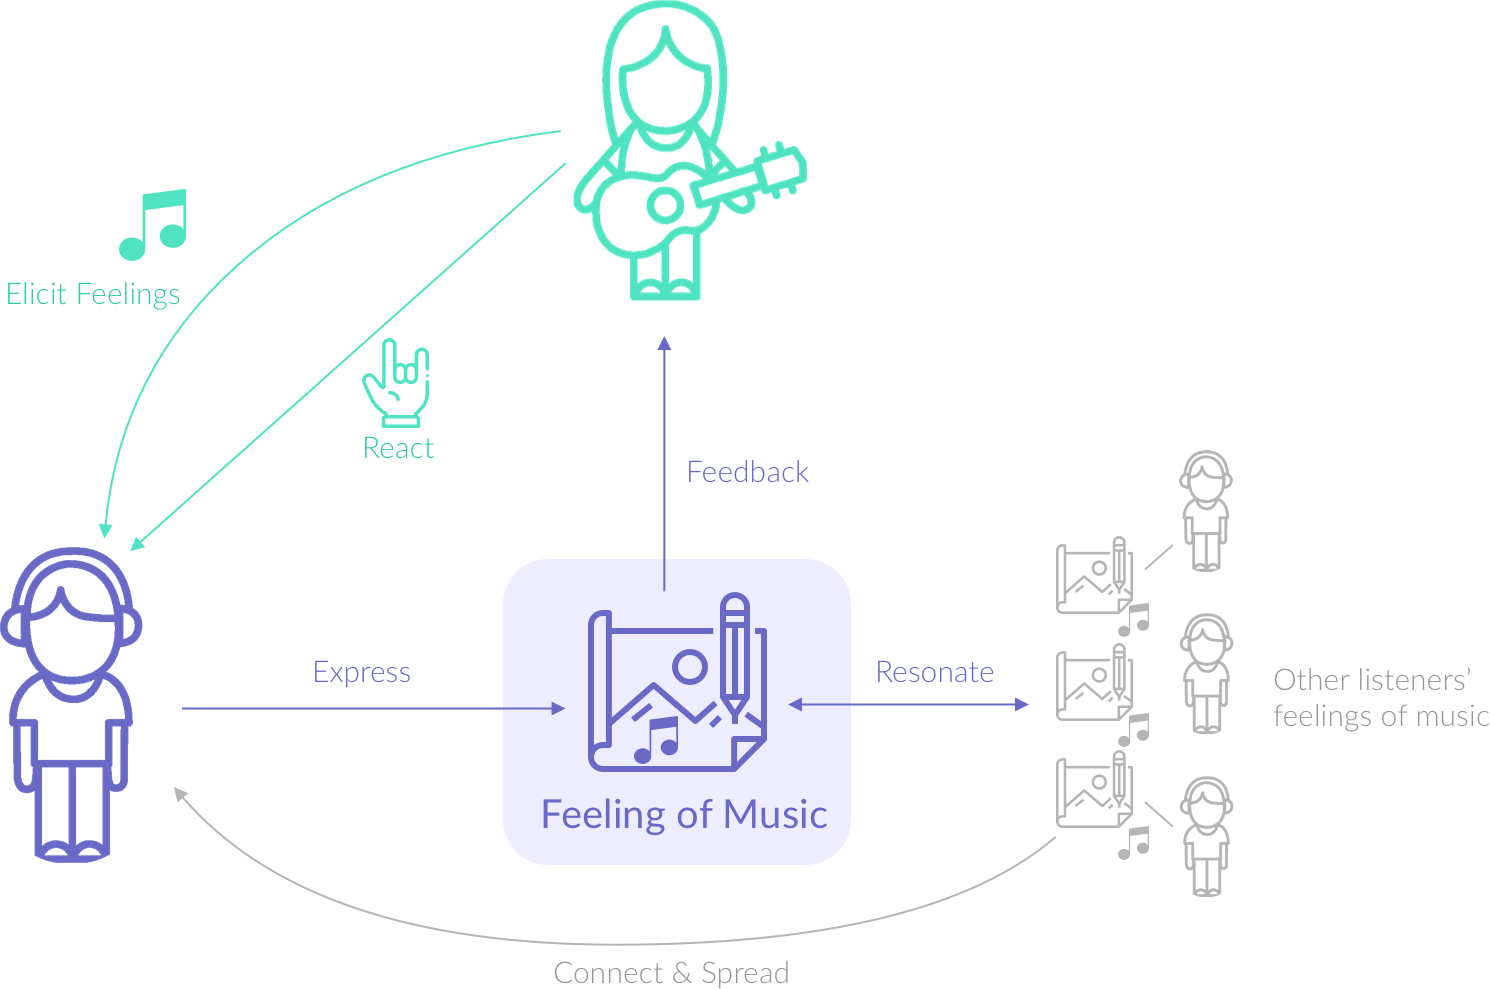 Elicit Feelings
React
Feedback
Express
Resonate
Other listeners’
feelings of music
Feeling of Music
Connect & Spread